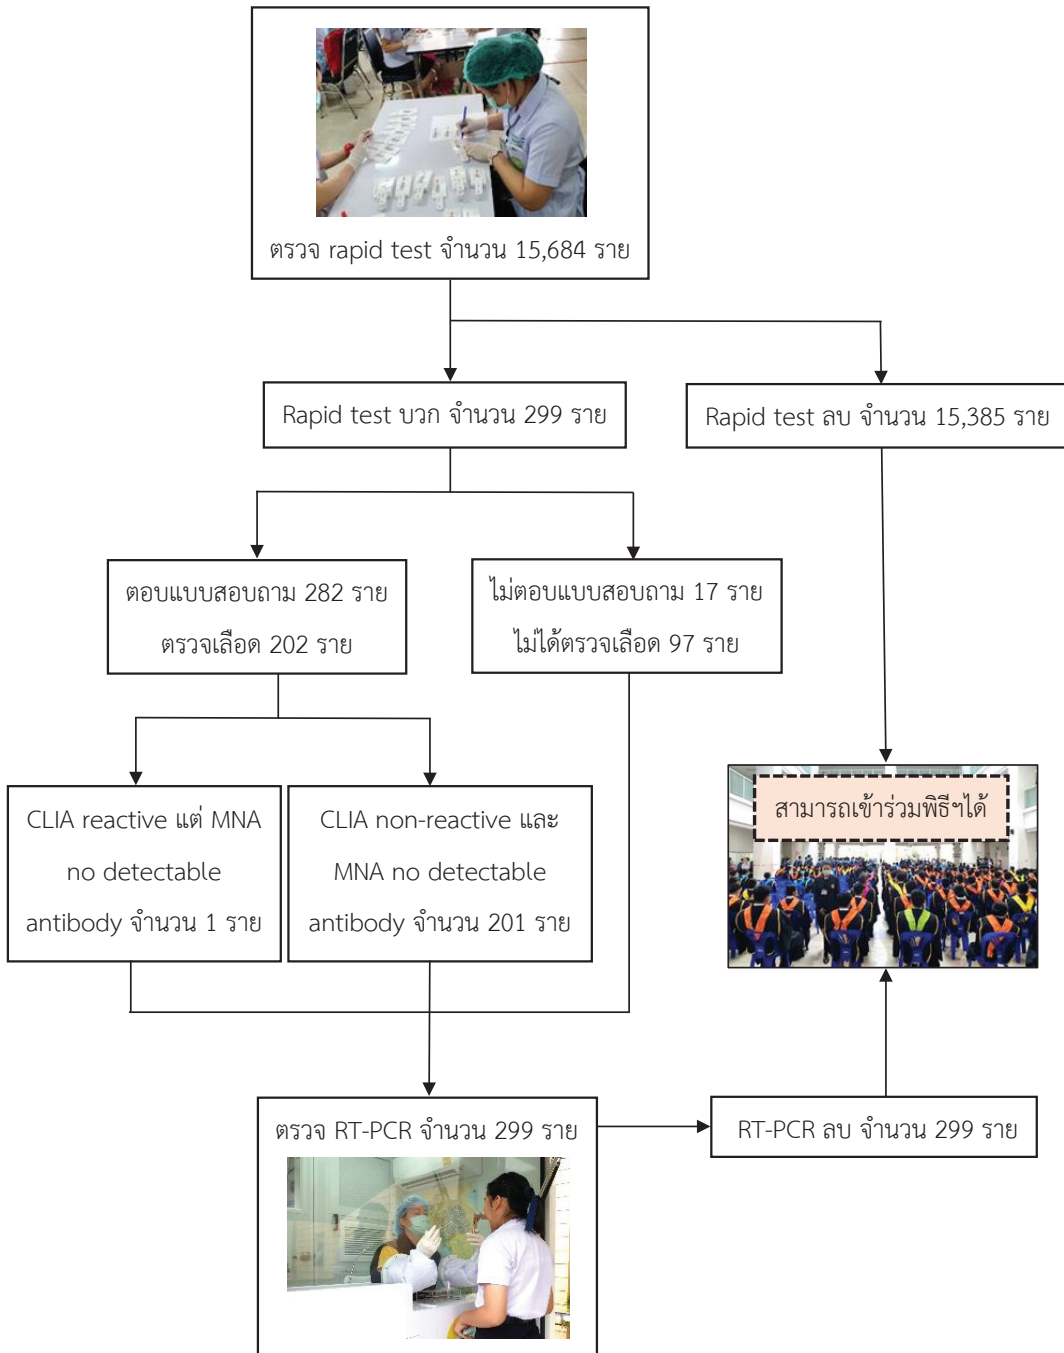 ตรวจ rapid test จำนวน 15,684 ราย
Rapid test บวก จำนวน 299 ราย
Rapid test ลบ จำนวน 15,385 ราย
ตอบแบบสอบถาม 282 ราย
ตรวจเลือด 202 ราย
ไม่ตอบแบบสอบถาม 17 ราย
ไม่ได้ตรวจเลือด 97 ราย
CLIA reactive แต่ MNA
no detectable
antibody จำนวน 1 ราย
CLIA non-reactive และ
MNA no detectable
antibody จำนวน 201 ราย
สามารถเข้าร่วมพิธีฯได้
ตรวจ RT-PCR จำนวน 299 ราย
RT-PCR ลบ จำนวน 299 ราย